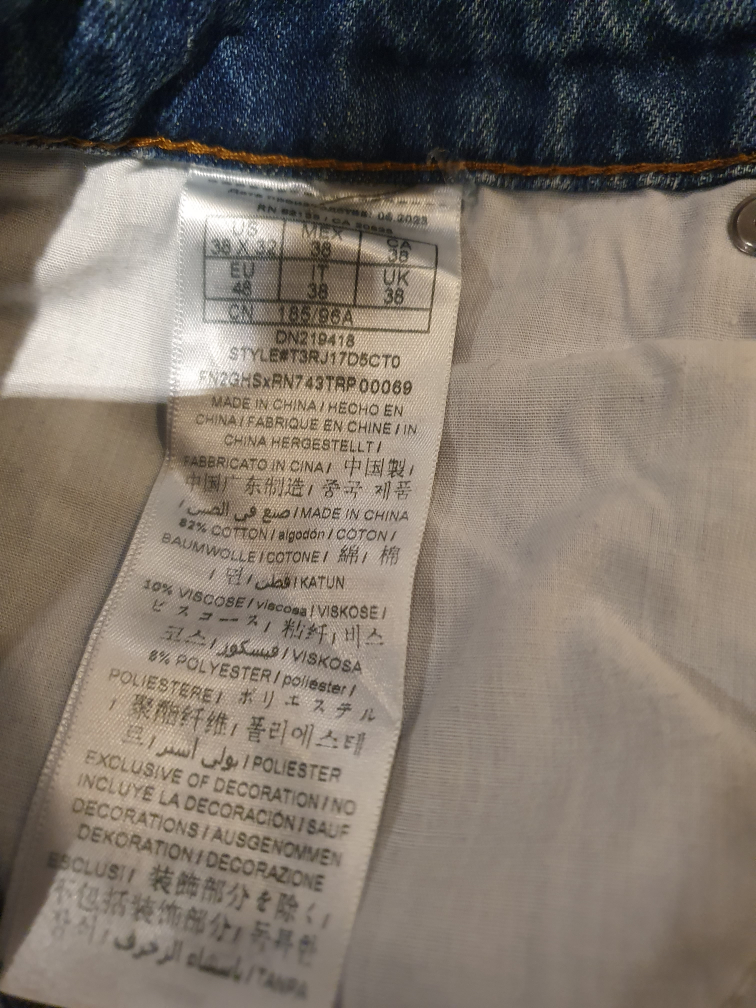 06 2023
US MEX CA
38 X 32 38 38
EU IT UK
48 38 38
CN 185/96A
DN219418
STYLE#T3RJ17D5CT0
FN2GHSxRN743TRP00069
MADE IN CHINA / HECHO EN
CHINA / FABRIQUE EN CHINE / IN
CHINA HERGESTELLT /
FABBRICATO IN CINA / 中国製 /
中国广东制造 / 중국 제품
/ صنع في الصين / MADE IN CHINA
82% COTTON / algodón / COTON /
BAUMWOLLE / COTONE / 綿 / 棉
/ 면 / قطن / KATUN
10% VISCOSE / viscosa / VISKOSE /
ビスコース / 粘纤 / 비스
코스 / فيسكوز / VISKOSA
8% POLYESTER / poliéster /
POLIESTERE / ポリエステル
/ 聚酯纤维 / 폴리에스테
르 / بولي أستر / POLIESTER
EXCLUSIVE OF DECORATION / NO
INCLUYE LA DECORACIÓN / SAUF
DECORATIONS / AUSGENOMMEN
DEKORATION / DECORAZIONE
ESCLUSI / 装飾部分を除く /
不包括装饰部分 /
장식 / باستثناء الزخرف /